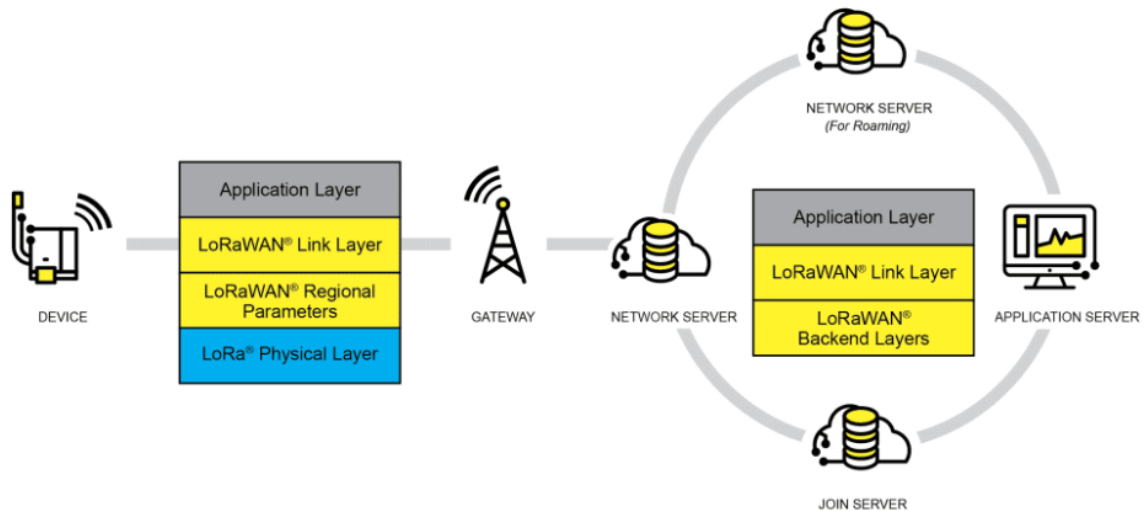 NETWORK SERVER
(For Roaming)
Application Layer
LoRaWAN® Link Layer
LoRaWAN® Regional
Parameters
LoRa® Physical Layer
Application Layer
LoRaWAN® Link Layer
LoRaWAN®
Backend Layers
DEVICE
GATEWAY
NETWORK SERVER
APPLICATION SERVER
JOIN SERVER